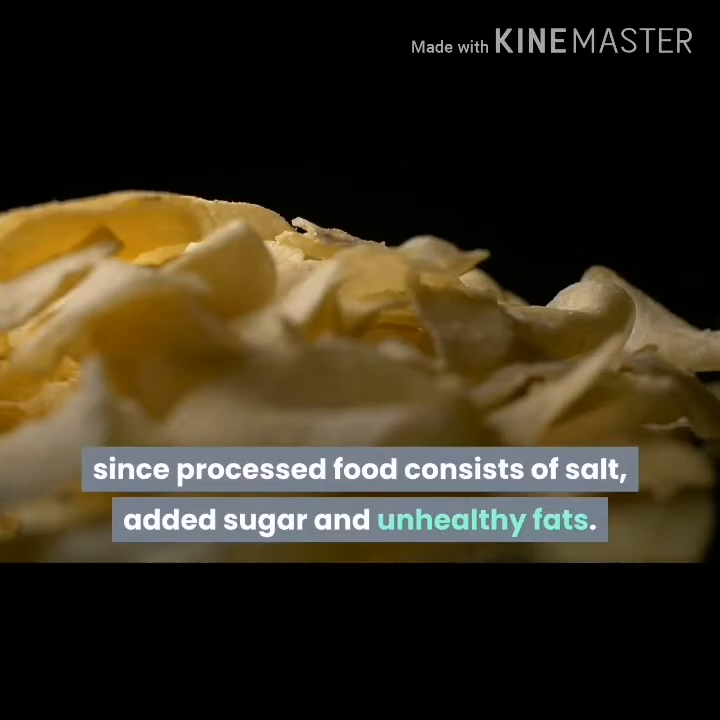 Made with KINEMASTER
since processed food consists of salt,
added sugar and unhealthy fats.